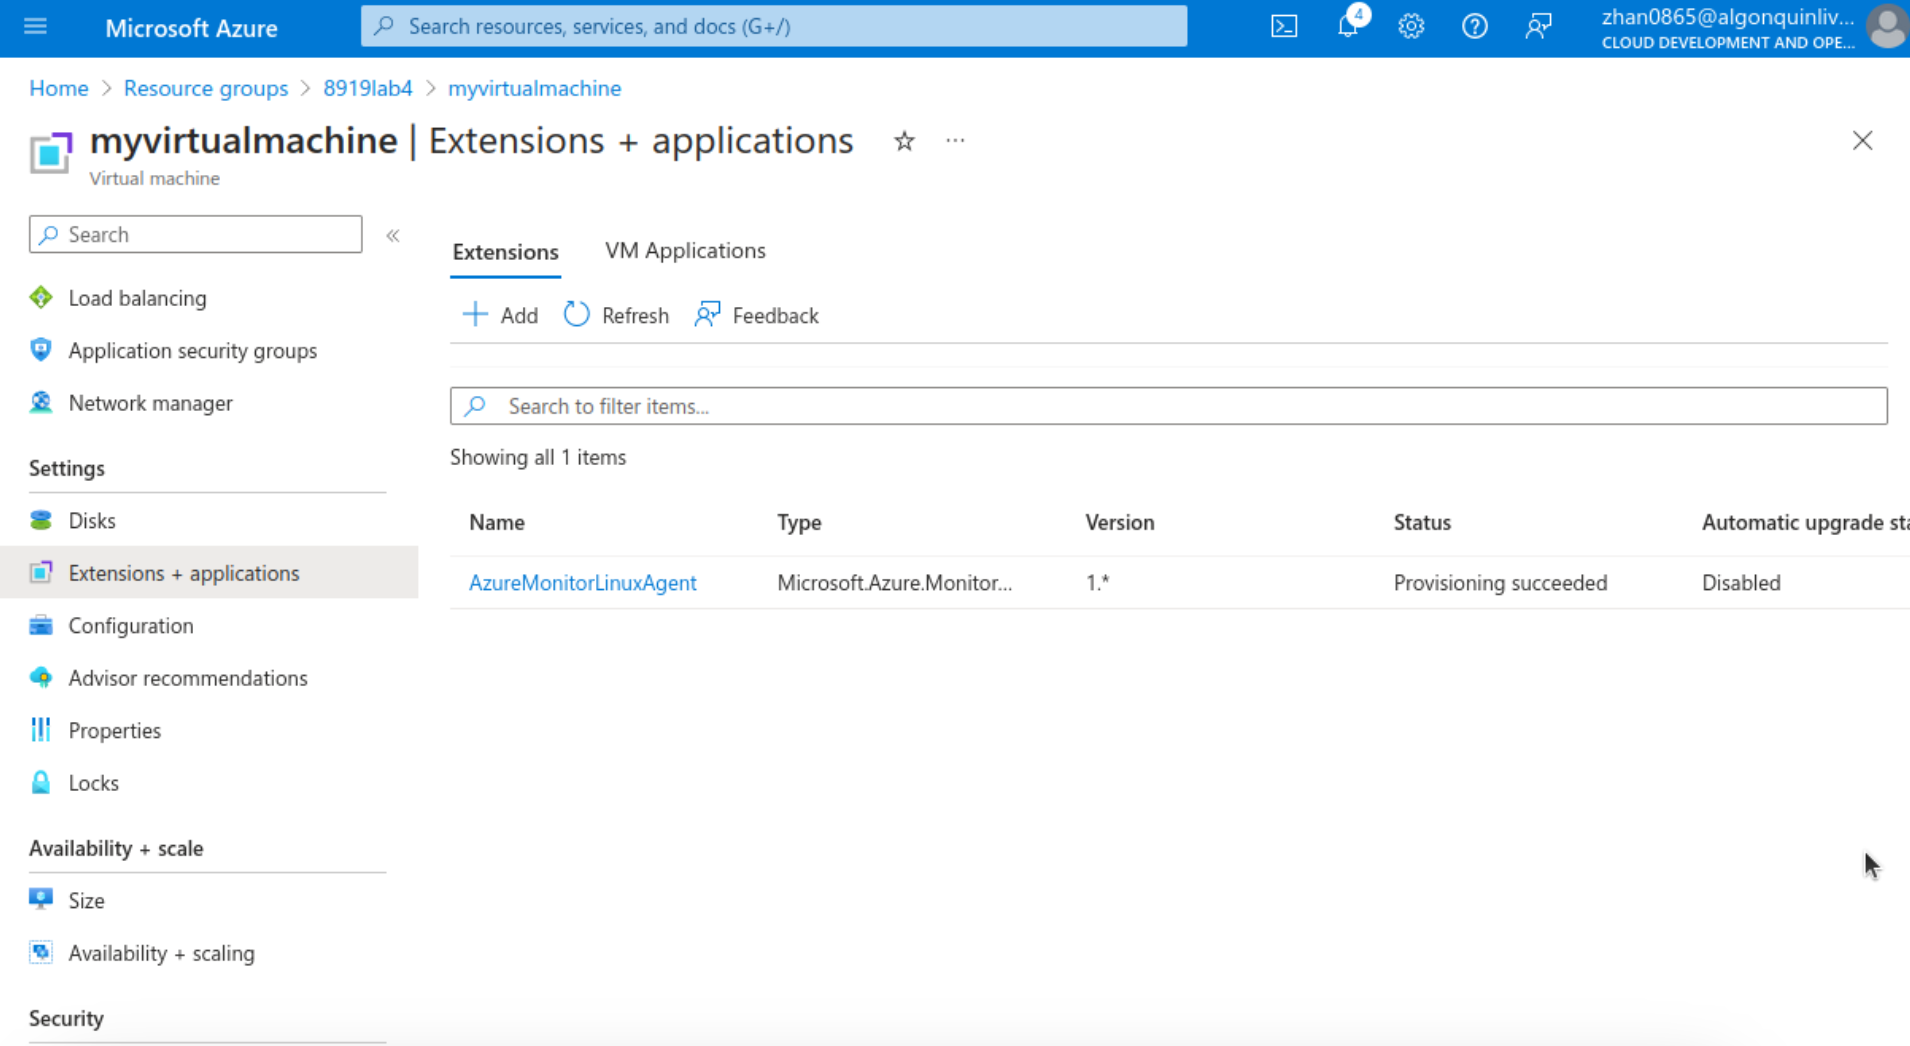 Microsoft Azure
Search resources, services, and docs (G+/)
4
zhan0865@algonquinliv...
CLOUD DEVELOPMENT AND OPE...
Home > Resource groups > 8919lab4 > myvirtualmachine
myvirtualmachine | Extensions + applications
Virtual machine
Search
Load balancing
Application security groups
Network manager
Settings
Disks
Extensions + applications
Configuration
Advisor recommendations
Properties
Locks
Availability + scale
Size
Availability + scaling
Security
Extensions VM Applications
Add Refresh Feedback
Search to filter items...
Showing all 1 items
Name Type Version Status Automatic upgrade sta
AzureMonitorLinuxAgent Microsoft.Azure.Monitor... 1.* Provisioning succeeded Disabled